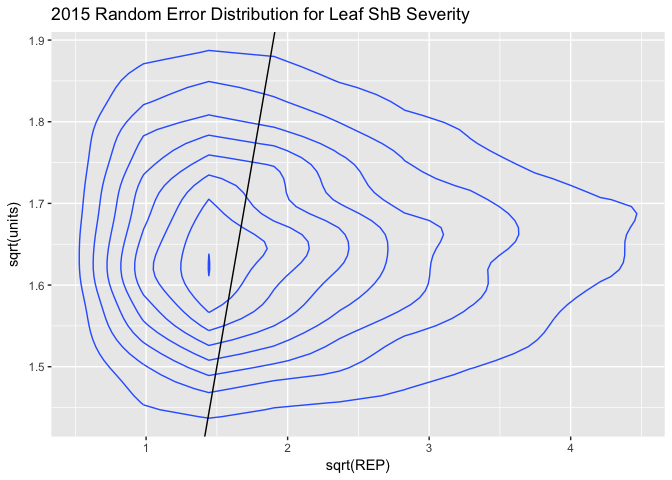 2015 Random Error Distribution for Leaf ShB Severity
1.9
1.8
1.7
1.6
1.5
sqrt(units)
1 2 3 4
sqrt(REP)